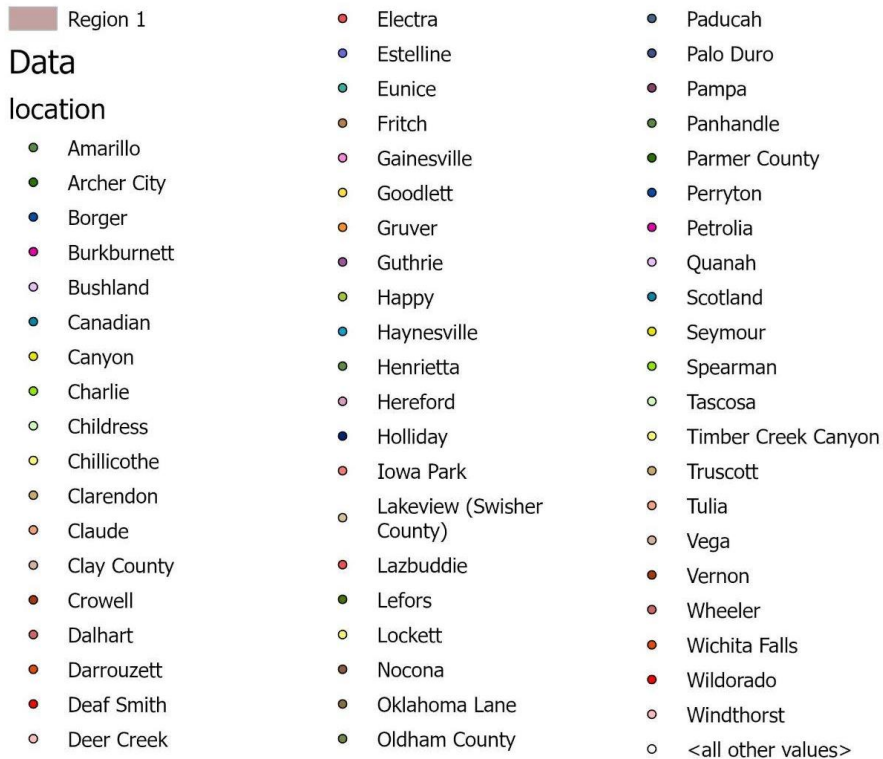 Region 1
Data
location
Amarillo
Archer City
Borger
Burkburnett
Bushland
Canadian
Canyon
Charlie
Childress
Chillicothe
Clarendon
Claude
Clay County
Crowell
Dalhart
Darrouzett
Deaf Smith
Deer Creek
Electra
Estelline
Eunice
Fritch
Gainesville
Goodlett
Gruver
Guthrie
Happy
Haynesville
Henrietta
Hereford
Holliday
Iowa Park
Lakeview (Swisher
County)
Lazbuddie
Lefors
Lockett
Nocona
Oklahoma Lane
Oldham County
Paducah
Palo Duro
Pampa
Panhandle
Parmer County
Perryton
Petrolia
Quanah
Scotland
Seymour
Spearman
Tascosa
Timber Creek Canyon
Truscott
Tulia
Vega
Vernon
Wheeler
Wichita Falls
Wildorado
Windthorst
<all other values>